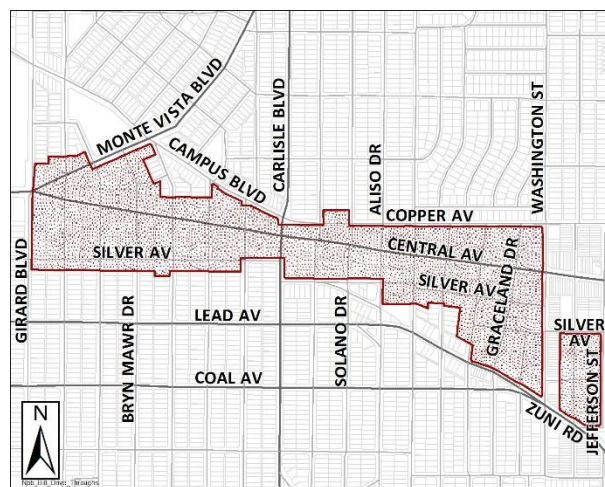 MONTE VISTA BLVD
CAMPUS BLVD
CARLISLE BLVD
ALISO DR
WASHINGTON ST
COPPER AV
CENTRAL AV
SILVER AV
SILVER AV
GRACELAND DR
GIRARD BLVD
BRYN MAWR DR
LEAD AV
SOLANO DR
COAL AV
SILVER
AV
JEFFERSON ST
ZUNI RD
N
Nob_Hill_Drive_Throughs